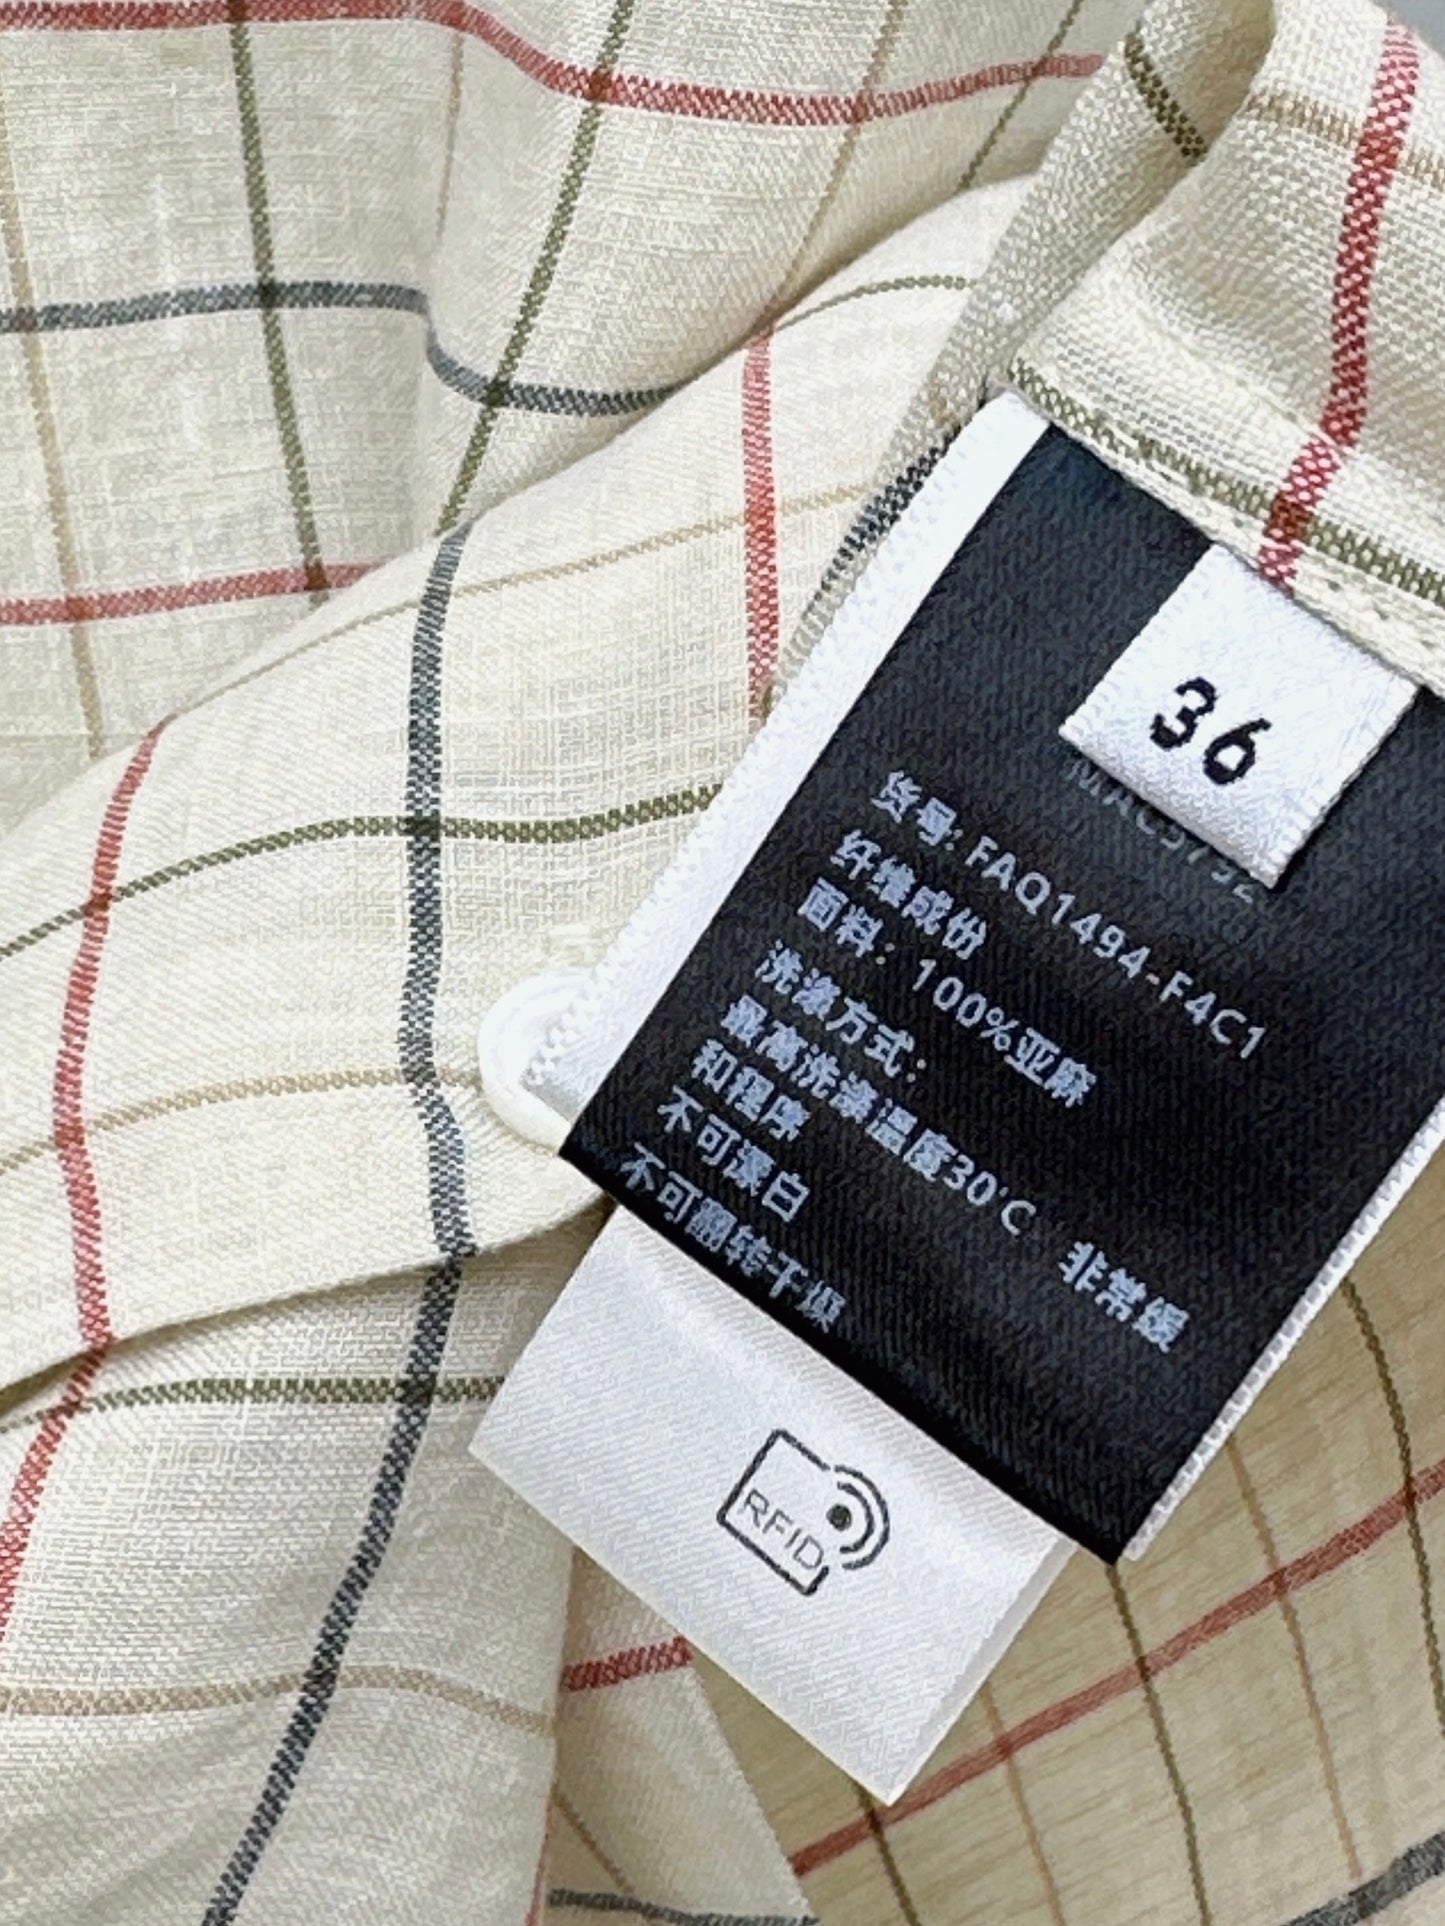 36
货号: FAQ1494-F4C1
纤维成份
面料: 100%亚麻
洗涤方式:
最高洗涤温度30°C 非常缓
和程序
不可漂白
不可翻转干燥
RFID